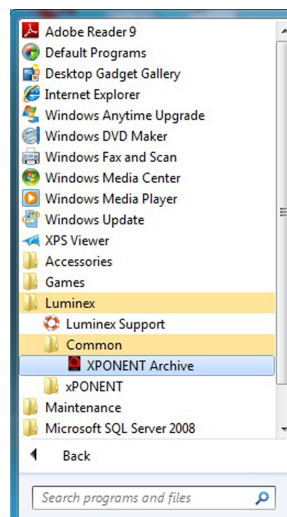 Adobe Reader 9
Default Programs
Desktop Gadget Gallery
Internet Explorer
Windows Anytime Upgrade
Windows DVD Maker
Windows Fax and Scan
Windows Media Center
Windows Media Player
Windows Update
XPS Viewer
Accessories
Games
Luminex
Luminex Support
Common
XPONENT Archive
xPONENT
Maintenance
Microsoft SQL Server 2008
Back
Search programs and files